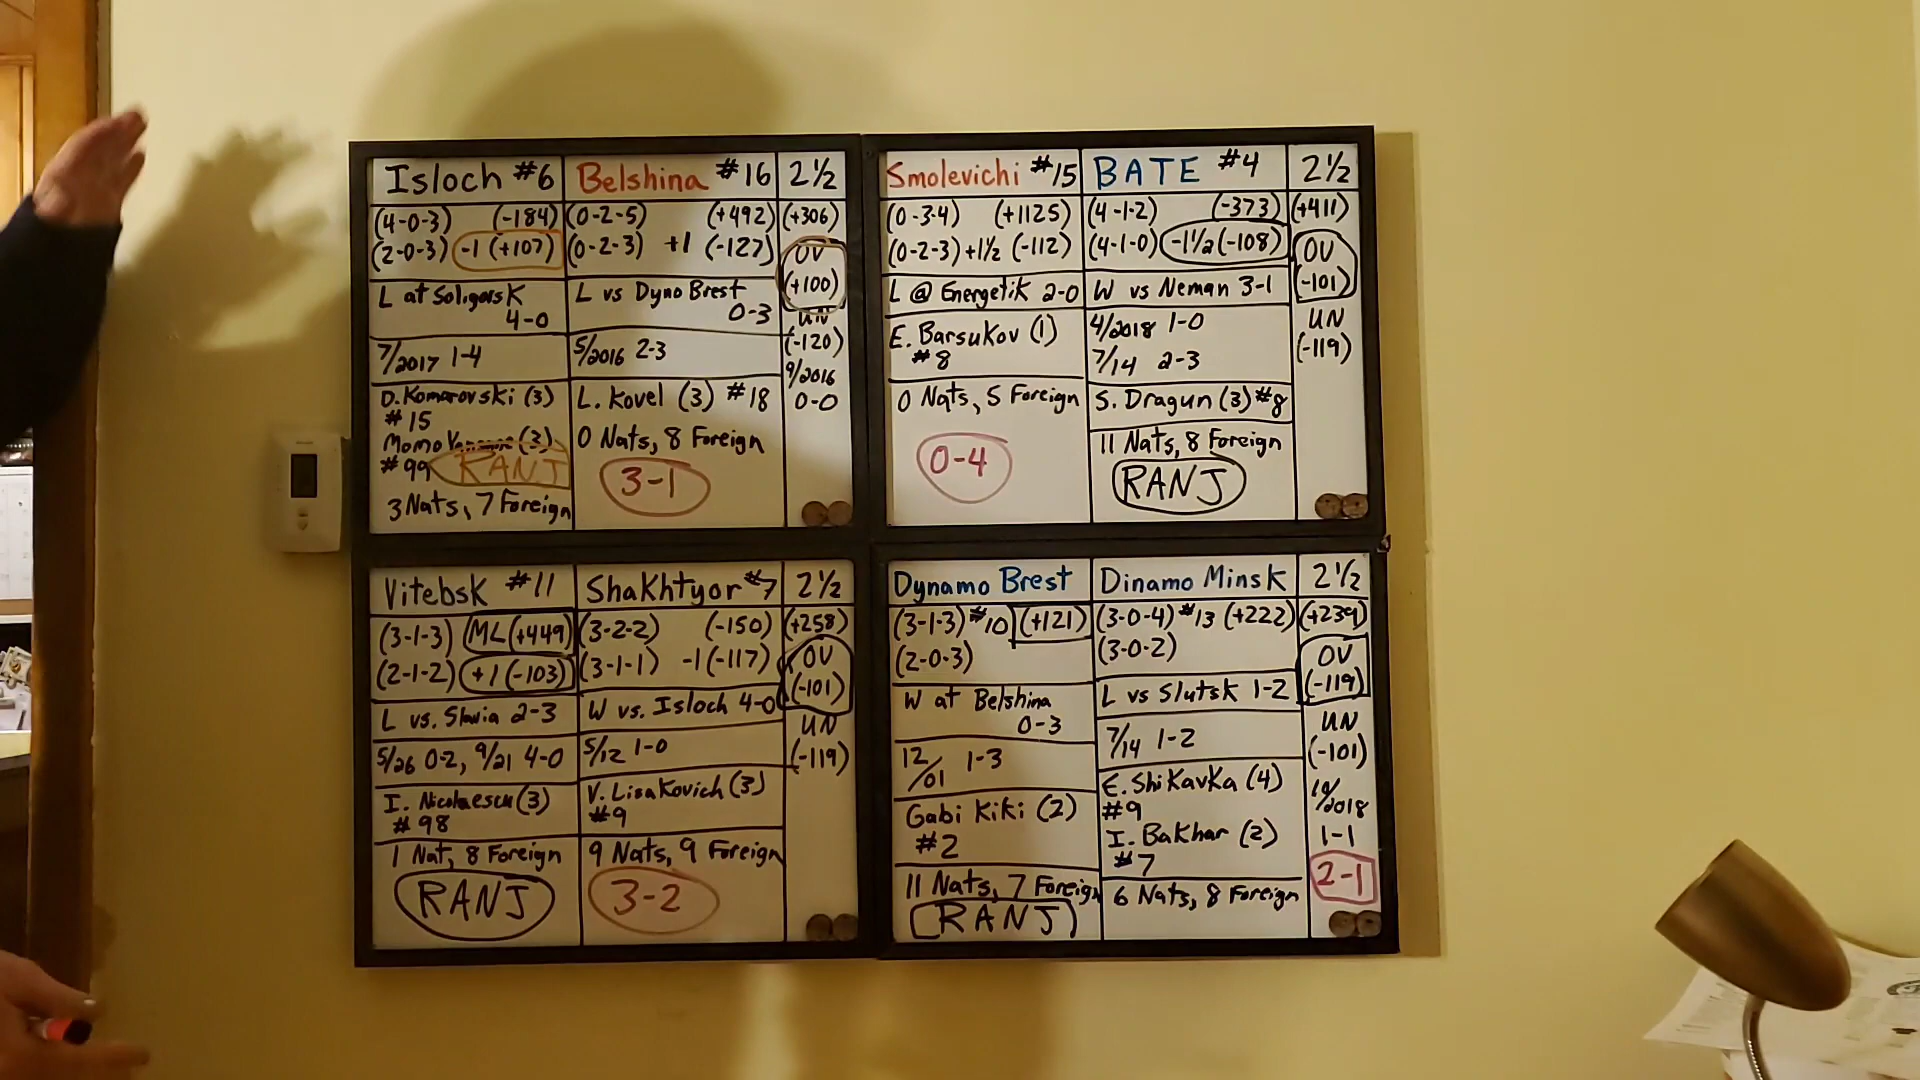 Isloch #6
(4-0-3) (-184)
(2-0-3) -1 (+107)
L at Soligorsk
4-0
7/2017 1-4
D. Komarovski (3)
#15
Momo (3)
#99 RANJ
3 Nats, 7 Foreign
Belshina #16
(0-2-5) (+492)
(0-2-3) +1 (-127)
L vs Dyno Brest
0-3
5/2016 2-3
L. Kovel (3) #18
0 Nats, 8 Foreign
3-1
2½
(+306)
OV
(+100)
UN
(-120)
9/2016
0-0
Smolevichi #15
(0-3-4) (+1125)
(0-2-3) +1½ (-112)
L @ Energetik 2-0
E. Barsukov (1)
#8
0 Nats, 5 Foreign
0-4
BATE #4
(4-1-2) (-373)
(4-1-0) -1½ (-108)
W vs Neman 3-1
4/2018 1-0
7/14 2-3
S. Dragun (3) #8
11 Nats, 8 Foreign
RANJ
2½
(+411)
OV
(-101)
UN
(-119)
Vitebsk #11
(3-1-3) ML (+449)
(2-1-2) +1 (-103)
L vs. Slavia 2-3
5/26 0-2, 9/21 4-0
I. Nicolaescu (3)
#98
1 Nat, 8 Foreign
RANJ
Shakhtyor #7
(3-2-2) (-150)
(3-1-1) -1 (-117)
W vs. Isloch 4-0
5/12 1-0
V. Lisakovich (3)
#9
9 Nats, 9 Foreign
3-2
2½
(+258)
OV
(-101)
UN
(-119)
Dynamo Brest
(3-1-3) #10 (+121)
(2-0-3)
W at Belshina
0-3
12/01 1-3
Gabi Kiki (2)
#2
11 Nats, 7 Foreign
RANJ
Dinamo Minsk
(3-0-4) #13 (+222)
(3-0-2)
L vs Slutsk 1-2
7/14 1-2
E. Shikavka (4)
#9
I. Bakhar (2)
#7
6 Nats, 8 Foreign
2½
(+239)
OV
(-119)
UN
(-101)
10/2018
1-1
2-1